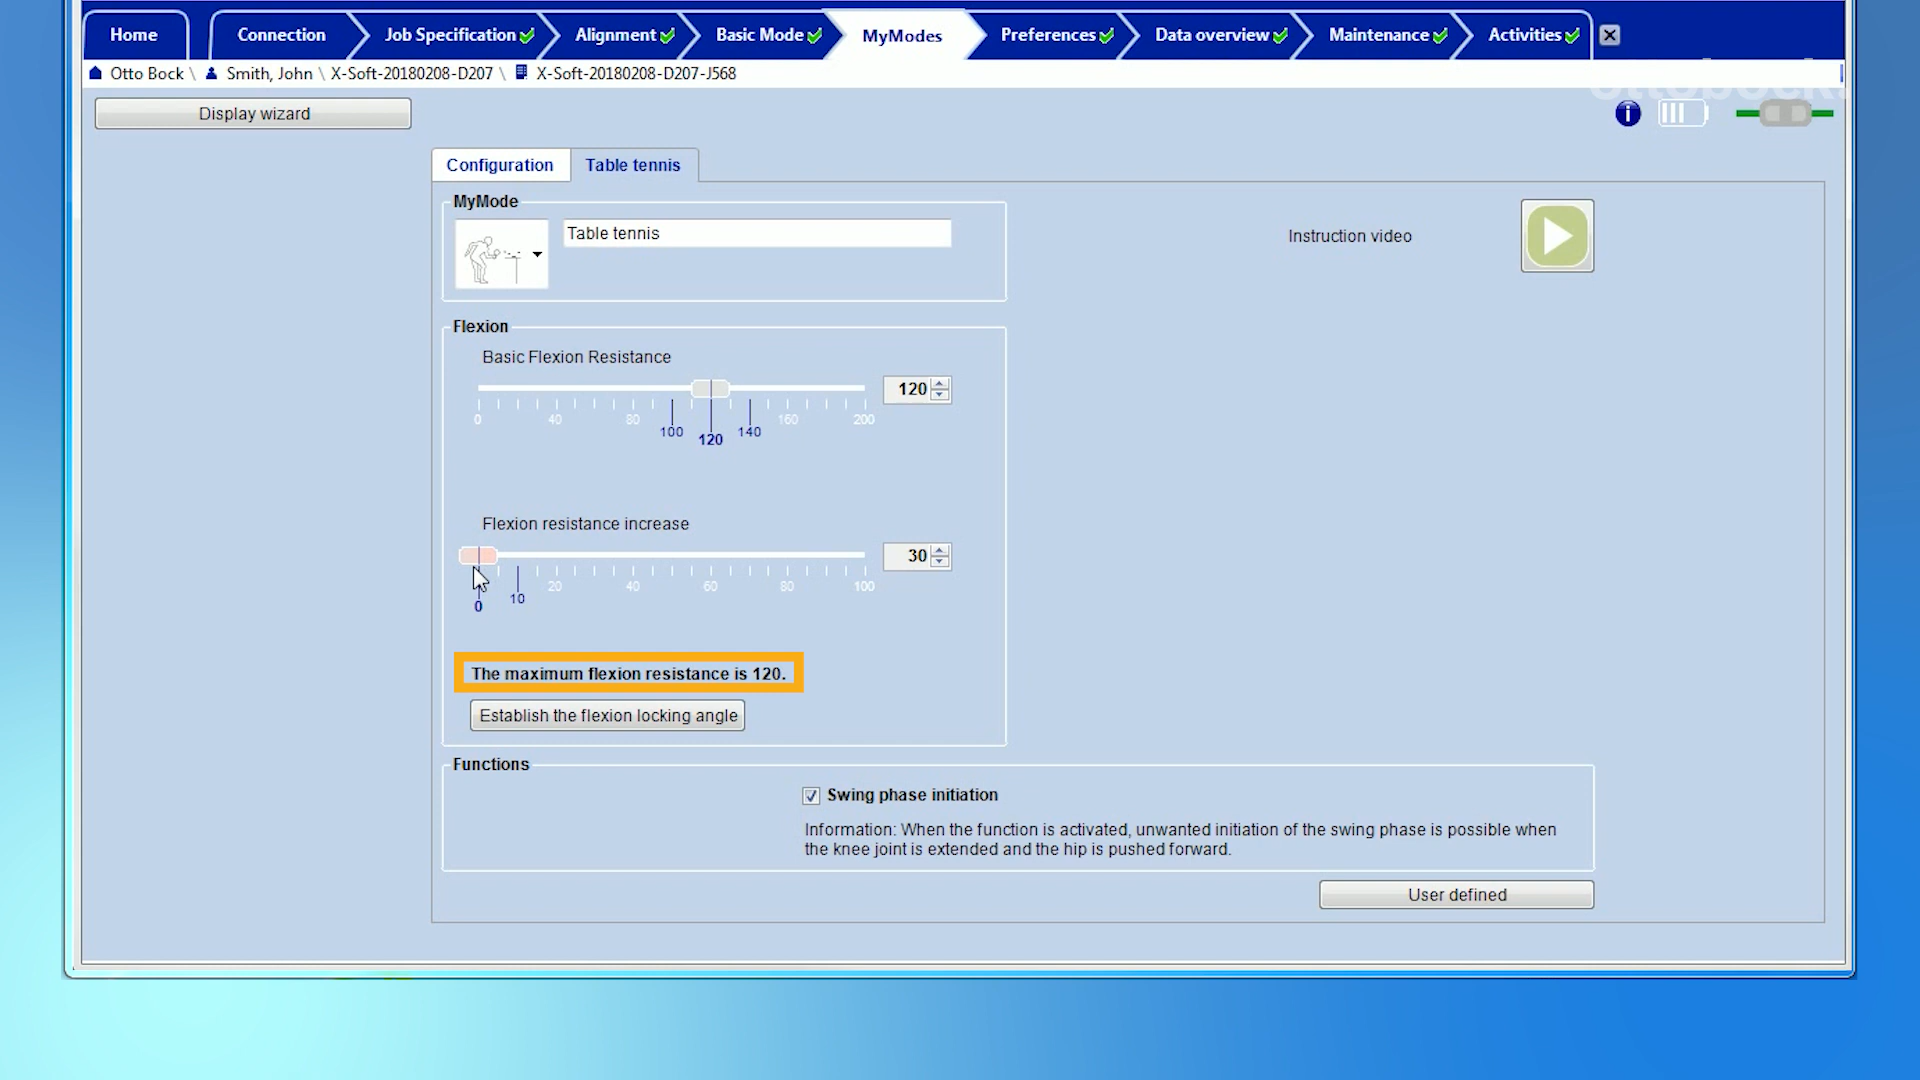 Home
Connection
Job Specification
Alignment
Basic Mode
MyModes
Preferences
Data overview
Maintenance
Activities
Otto Bock \ Smith, John \ X-Soft-20180208-D207 \ X-Soft-20180208-D207-J568
Display wizard
Configuration
Table tennis
MyMode
Table tennis
Instruction video
Flexion
Basic Flexion Resistance
120
0 40 80 160 200
100 120 140
Flexion resistance increase
30
20 40 60 80 100
0 10
The maximum flexion resistance is 120.
Establish the flexion locking angle
Functions
Swing phase initiation
Information: When the function is activated, unwanted initiation of the swing phase is possible when
the knee joint is extended and the hip is pushed forward.
User defined